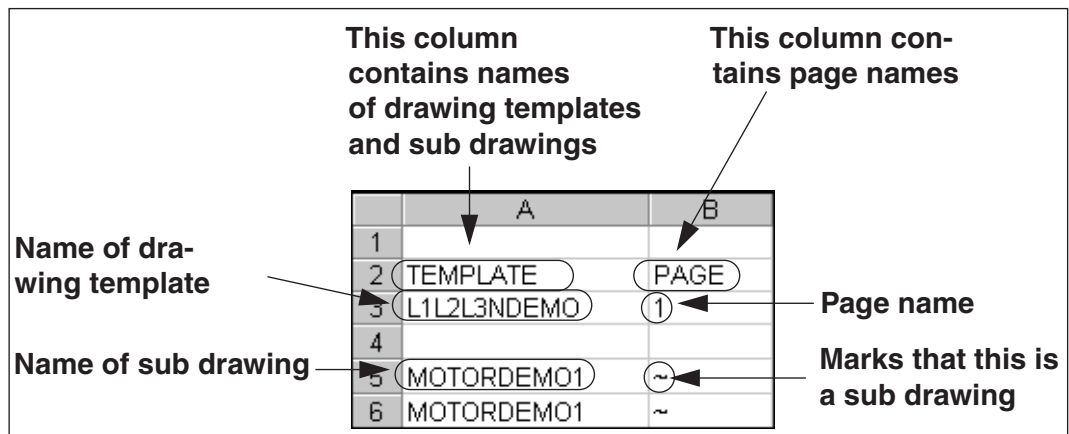 This column
contains names
of drawing templates
and sub drawings
This column con-
tains page names
A B
1
Name of dra-
wing template
2 TEMPLATE PAGE
3 L1L2L3NDEMO 1
Page name
4
Name of sub drawing
5 MOTORDEMO1 ~
Marks that this is
a sub drawing
6 MOTORDEMO1 ~